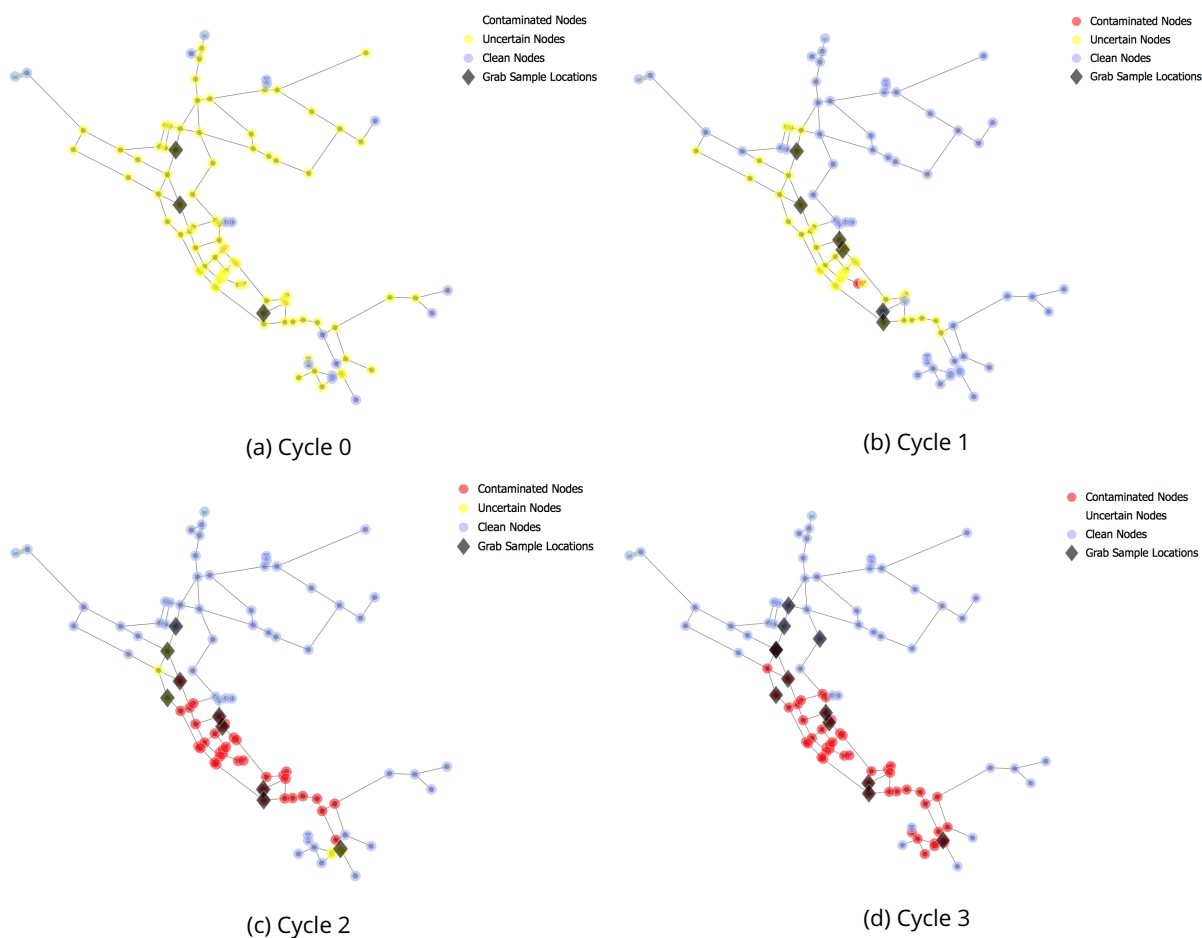 Contaminated Nodes
Uncertain Nodes
Clean Nodes
Grab Sample Locations
(a) Cycle 0
Contaminated Nodes
Uncertain Nodes
Clean Nodes
Grab Sample Locations
(b) Cycle 1
Contaminated Nodes
Uncertain Nodes
Clean Nodes
Grab Sample Locations
(c) Cycle 2
Contaminated Nodes
Uncertain Nodes
Clean Nodes
Grab Sample Locations
(d) Cycle 3